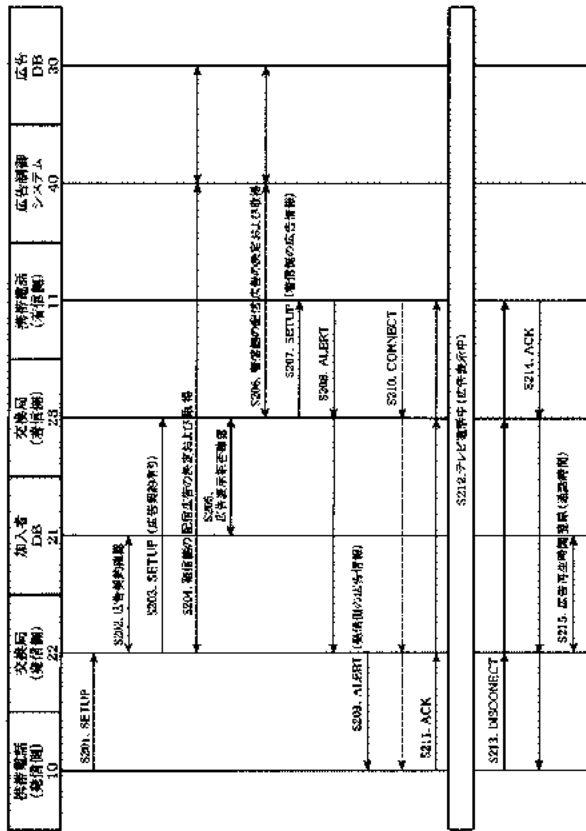 携帯電話
(発信側)
10
交換局
(発信側)
22
加入者
DB
21
交換局
(着信側)
23
携帯電話
(着信側)
11
広告制御
システム
40
広告
DB
30
S201. SETUP
S202. 広告契約確認
S203. SETUP (広告契約有り)
S204. 発信側の配信広告の決定および取得
S205.
広告表示拒否確認
S206. 着信側の配信広告の決定および取得
S207. SETUP (着信側の広告情報)
S208. ALERT
S209. ALERT (発信側の広告情報)
S210. CONNECT
S211. ACK
S212. テレビ電話中(広告表示中)
S213. DISCONECT
S214. ACK
S215. 広告再生時間登録(通話時間)